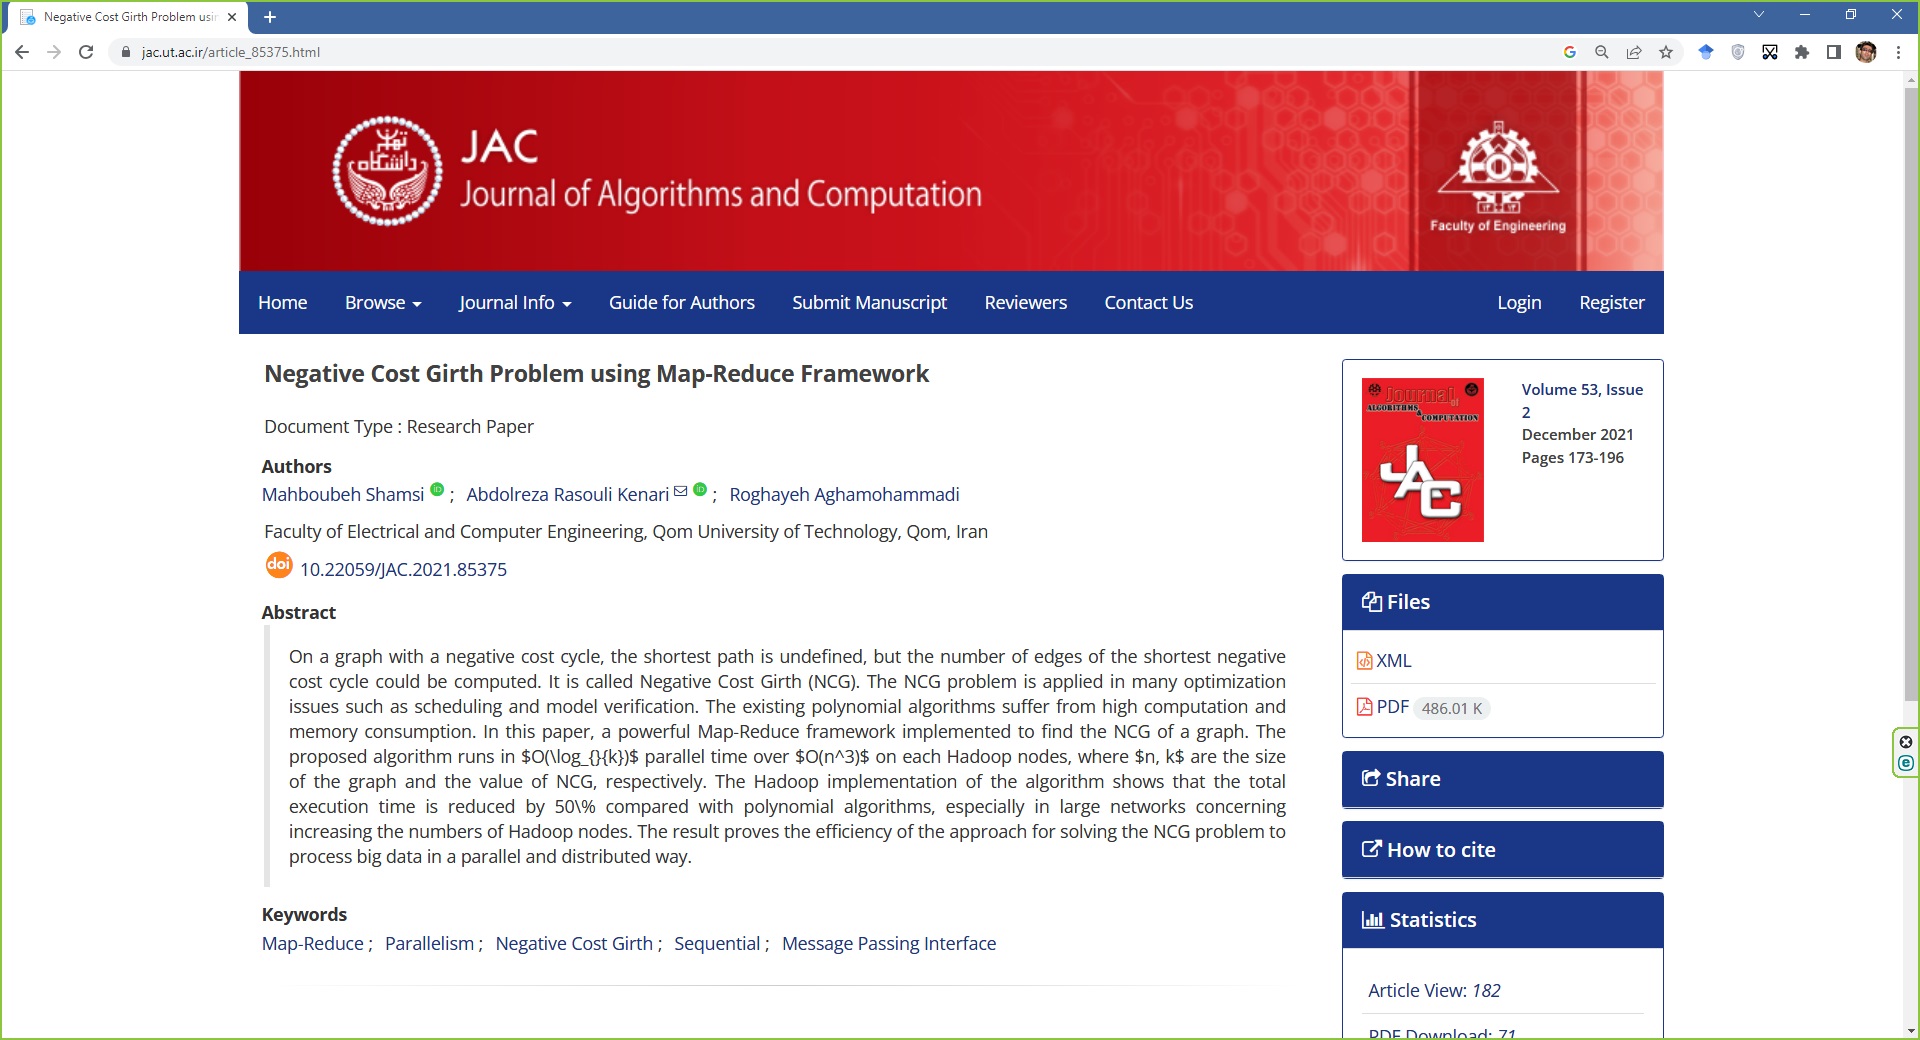 Negative Cost Girth Problem usin
jac.ut.ac.ir/article_85375.html
تهران
دانشگاه
JAC
Journal of Algorithms and Computation
Faculty of Engineering
Home Browse Journal Info Guide for Authors Submit Manuscript Reviewers Contact Us Login Register
Negative Cost Girth Problem using Map-Reduce Framework
Document Type : Research Paper
Authors
Mahboubeh Shamsi iD ; Abdolreza Rasouli Kenari iD ; Roghayeh Aghamohammadi
Faculty of Electrical and Computer Engineering, Qom University of Technology, Qom, Iran
doi 10.22059/JAC.2021.85375
Abstract
On a graph with a negative cost cycle, the shortest path is undefined, but the number of edges of the shortest negative
cost cycle could be computed. It is called Negative Cost Girth (NCG). The NCG problem is applied in many optimization
issues such as scheduling and model verification. The existing polynomial algorithms suffer from high computation and
memory consumption. In this paper, a powerful Map-Reduce framework implemented to find the NCG of a graph. The
proposed algorithm runs in $O(\log_{}{k})$ parallel time over $O(n^3)$ on each Hadoop nodes, where $n, k$ are the size
of the graph and the value of NCG, respectively. The Hadoop implementation of the algorithm shows that the total
execution time is reduced by 50\% compared with polynomial algorithms, especially in large networks concerning
increasing the numbers of Hadoop nodes. The result proves the efficiency of the approach for solving the NCG problem to
process big data in a parallel and distributed way.
Keywords
Map-Reduce ; Parallelism ; Negative Cost Girth ; Sequential ; Message Passing Interface
Journal of
ALGORITHMS & COMPUTATION
JAC
Volume 53, Issue
2
December 2021
Pages 173-196
Files
XML
PDF 486.01 K
Share
How to cite
Statistics
Article View: 182
PDF Download: 71